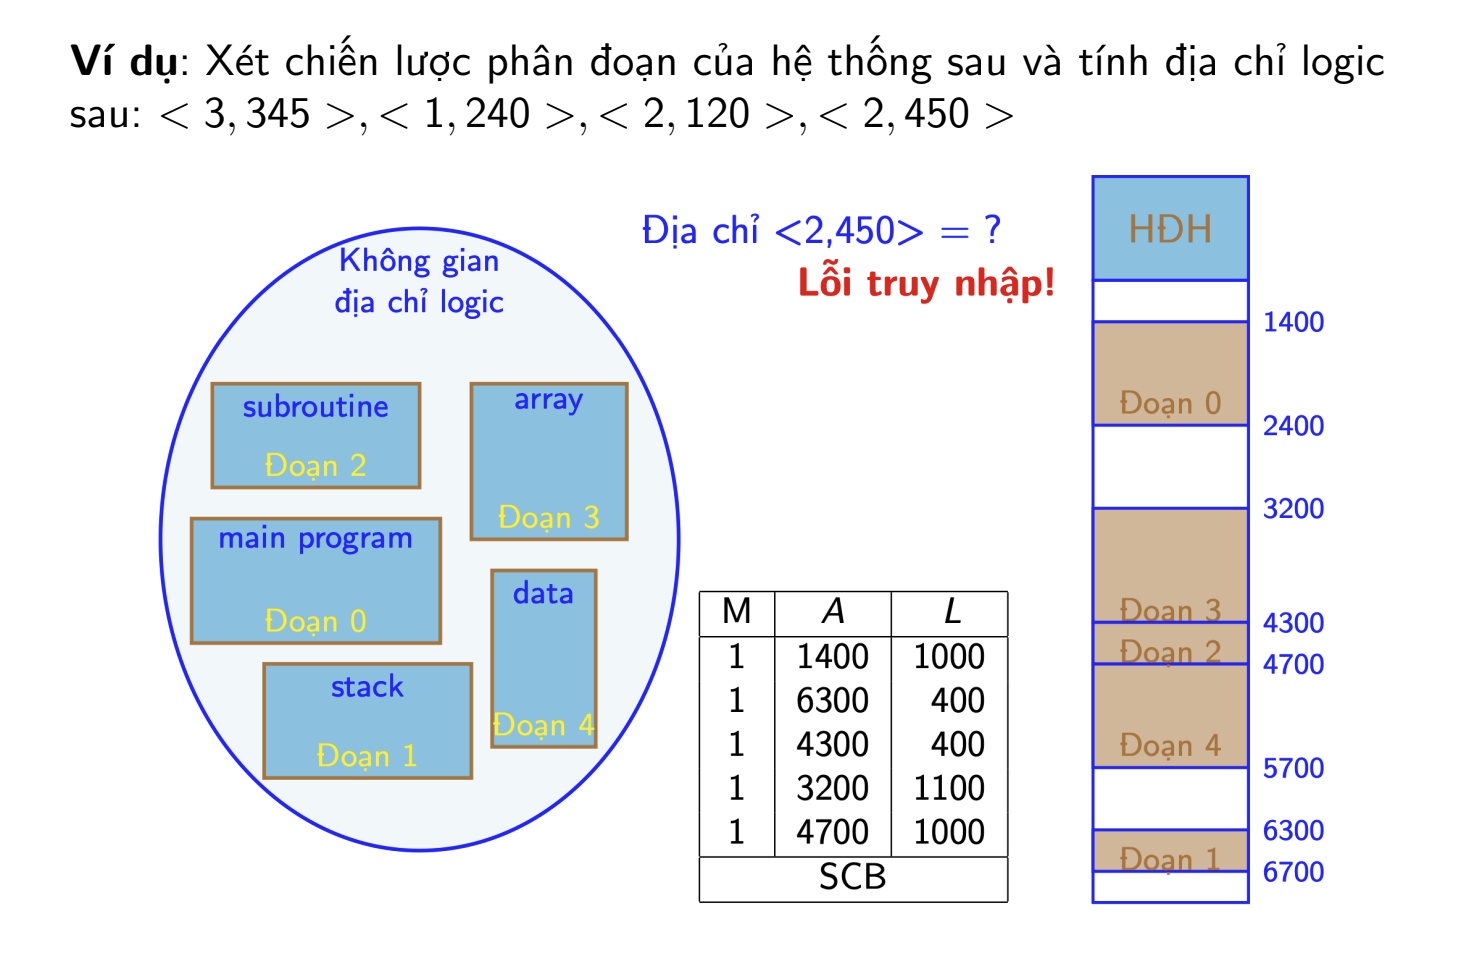 Ví dụ: Xét chiến lược phân đoạn của hệ thống sau và tính địa chỉ logic
sau: < 3, 345 >, < 1, 240 >, < 2, 120 >, < 2, 450 >
Địa chỉ <2,450> = ?
Lỗi truy nhập!
Không gian
địa chỉ logic
subroutine
Đoạn 2
array
Đoạn 3
main program
Đoạn 0
data
Đoạn 4
stack
Đoạn 1
M A L
1 1400 1000
1 6300 400
1 4300 400
1 3200 1100
1 4700 1000
SCB
HĐH
1400
Đoạn 0
2400
3200
Đoạn 3
4300
Đoạn 2
4700
Đoạn 4
5700
6300
Đoạn 1
6700